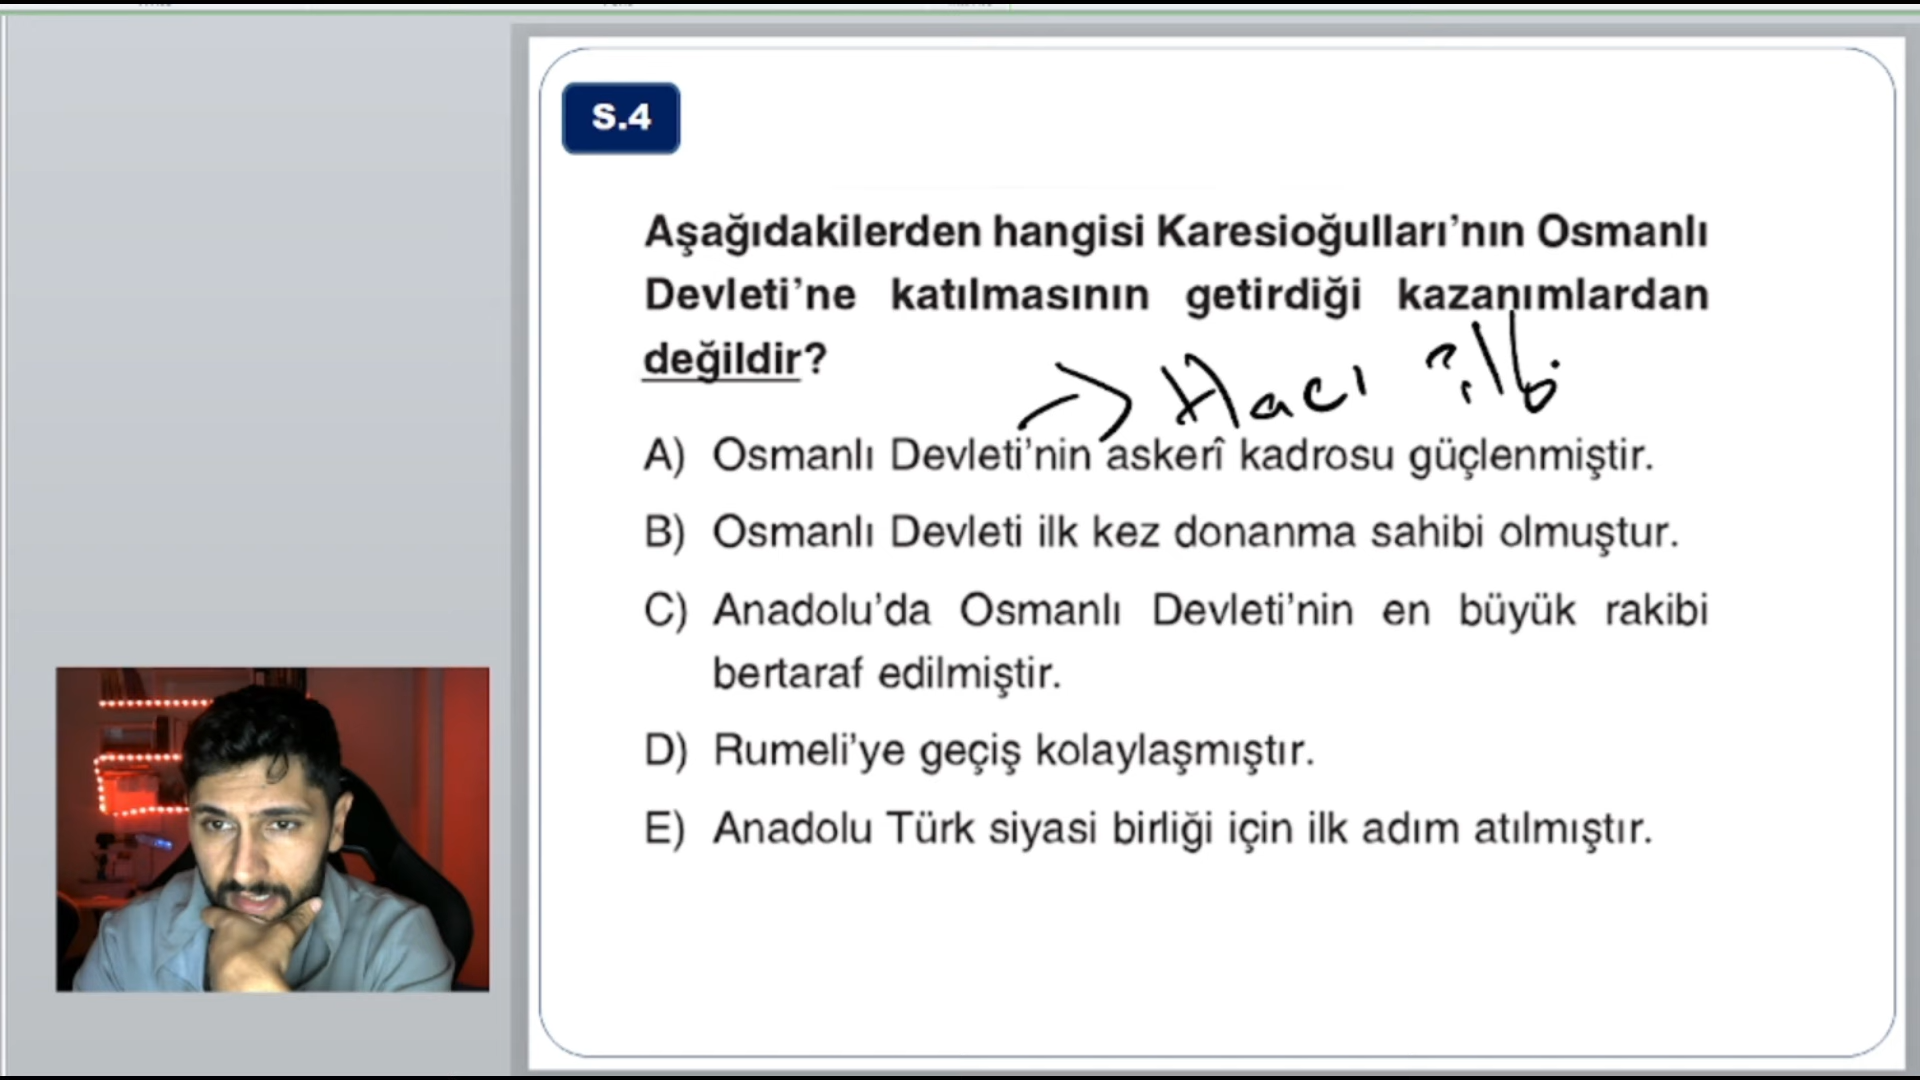 S.4
Aşağıdakilerden hangisi Karesioğulları’nın Osmanlı
Devleti’ne katılmasının getirdiği kazanımlardan
değildir?
Hacı ilb
A) Osmanlı Devleti’nin askerî kadrosu güçlenmiştir.
B) Osmanlı Devleti ilk kez donanma sahibi olmuştur.
C) Anadolu’da Osmanlı Devleti’nin en büyük rakibi
bertaraf edilmiştir.
D) Rumeli’ye geçiş kolaylaşmıştır.
E) Anadolu Türk siyasi birliği için ilk adım atılmıştır.